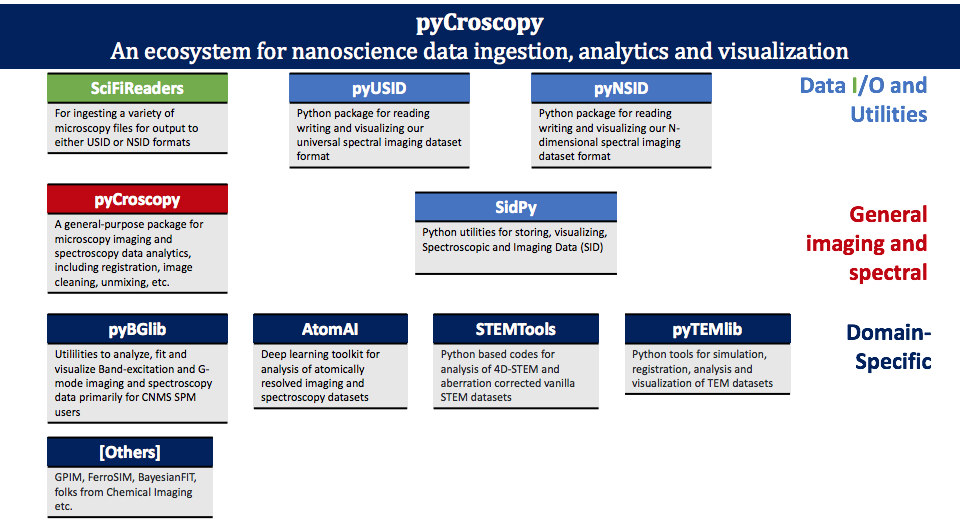 pyCroscopy
An ecosystem for nanoscience data ingestion, analytics and visualization
SciFiReaders
For ingesting a variety of
microscopy files for output to
either USID or NSID formats
pyUSID
Python package for reading
writing and visualizing our
universal spectral imaging dataset
format
pyNSID
Python package for reading
writing and visualizing our N-
dimensional spectral imaging
dataset format
Data I/O and
Utilities
pyCroscopy
A general-purpose package for
microscopy imaging and
spectroscopy data analytics,
including registration, image
cleaning, unmixing, etc.
SidPy
Python utilities for storing, visualizing,
Spectroscopic and Imaging Data (SID)
General
imaging and
spectral
pyBGlib
Utililities to analyze, fit and
visualize Band-excitation and G-
mode imaging and spectroscopy
data primarily for CNMS SPM
users
AtomAI
Deep learning toolkit for
analysis of atomically
resolved imaging and
spectroscopy datasets
STEMTools
Python based codes for
analysis of 4D-STEM and
aberration corrected vanilla
STEM datasets
pyTEMlib
Python tools for simulation,
registration, analysis and
visualization of TEM datasets
Domain-
Specific
[Others]
GPIM, FerroSIM, BayesianFIT,
folks from Chemical Imaging
etc.